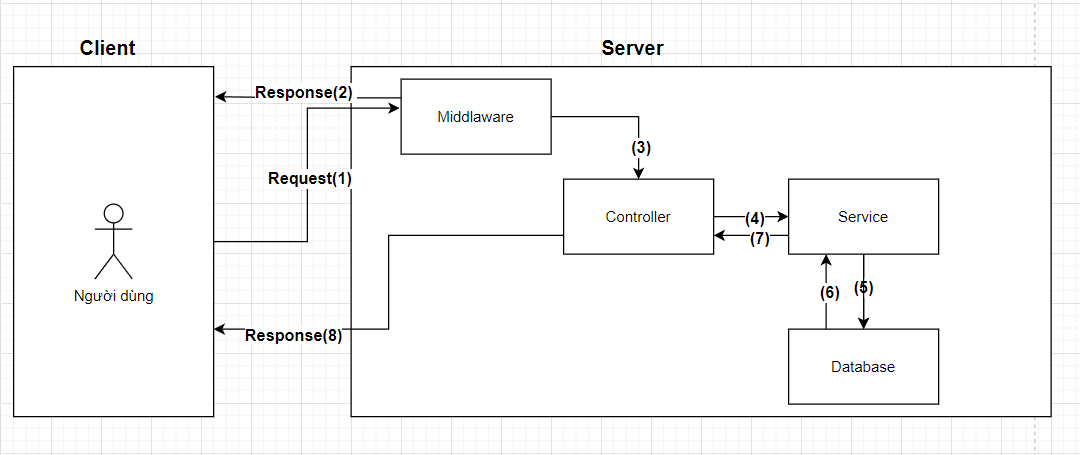 Client
Server
Response(2)
Middlaware
(3)
Request(1)
Controller
(4)
Service
(7)
Người dùng
(6)
(5)
Response(8)
Database